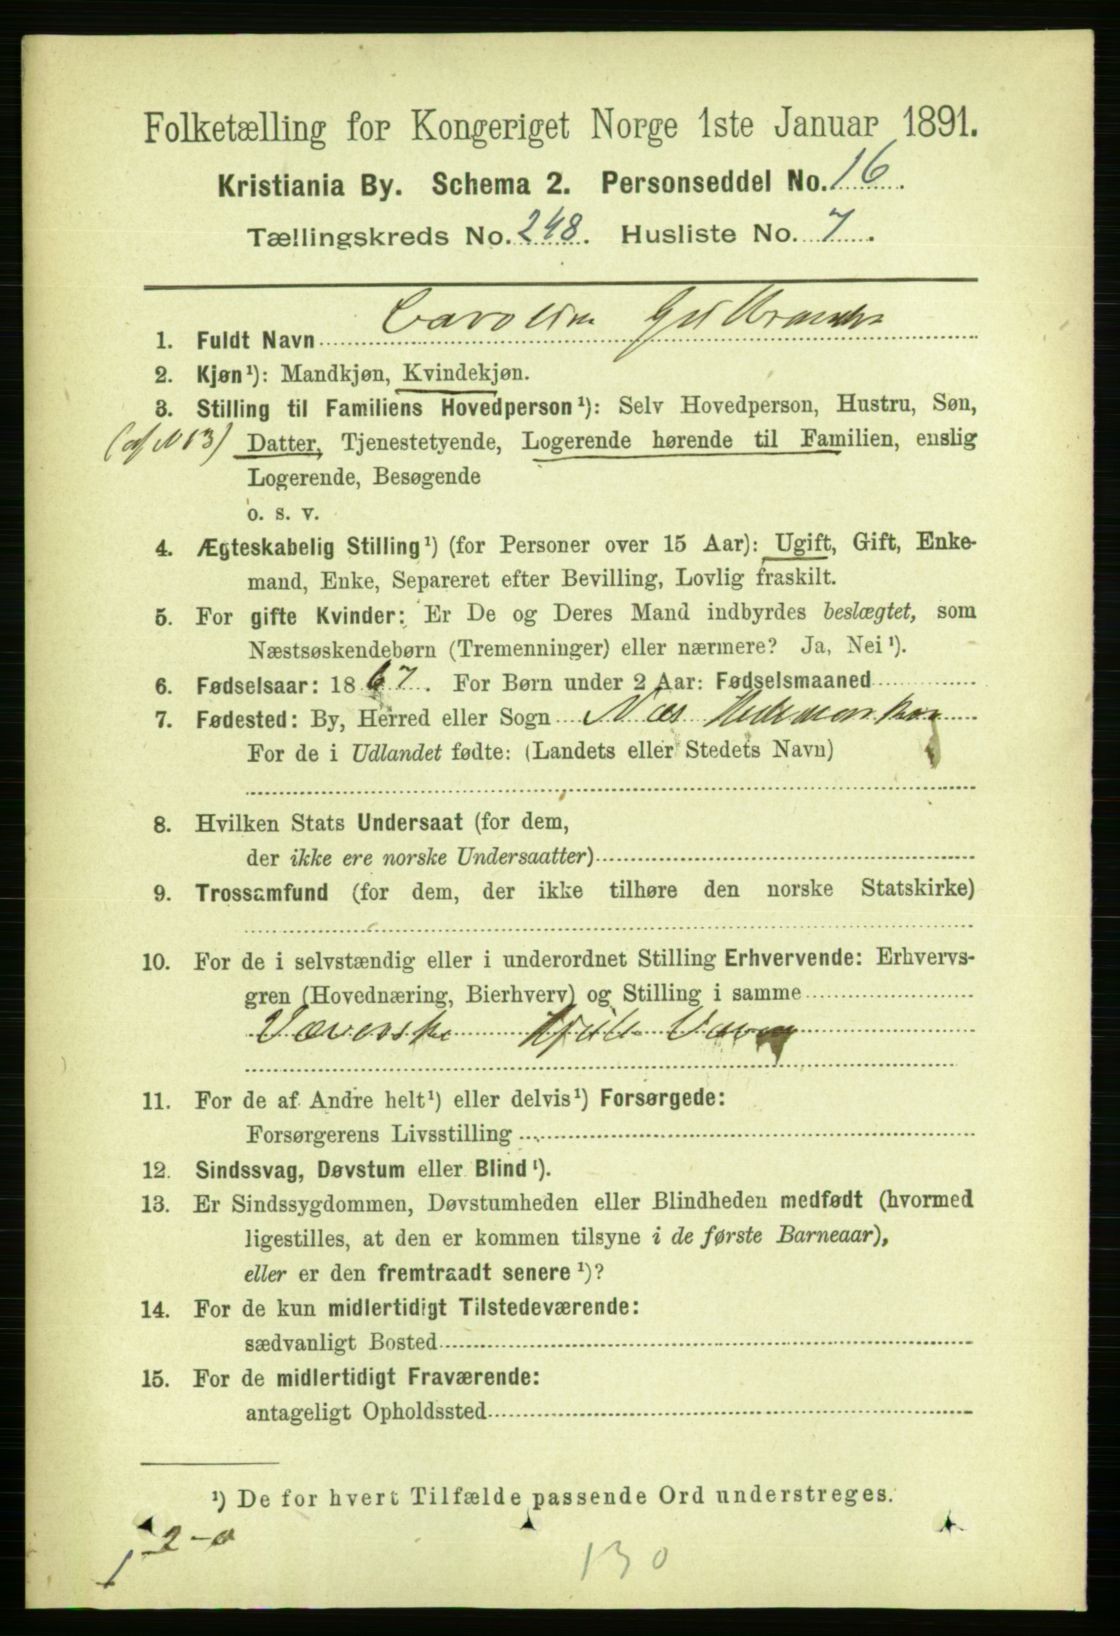 Folketælling for Kongeriget Norge 1ste Januar 1891.
Kristiania By. Schema 2. Personseddel No. 16.
Tællingskreds No. 248. Husliste No. 7.
1. Fuldt Navn Caroline
2. Kjøn¹): Mandkjøn, Kvindekjøn.
3. Stilling til Familiens Hovedperson¹): Selv Hovedperson, Hustru, Søn,
(af N 13) Datter, Tjenestetyende, Logerende hørende til Familien, enslig
Logerende, Besøgende
o. s. v.
4. Ægteskabelig Stilling¹) (for Personer over 15 Aar): Ugift, Gift, Enke-
mand, Enke, Separeret efter Bevilling, Lovlig fraskilt.
5. For gifte Kvinder: Er De og Deres Mand indbyrdes beslægtet, som
Næstsøskendebørn (Tremenninger) eller nærmere? Ja, Nei¹).
6. Fødselsaar: 1867. For Børn under 2 Aar: Fødselsmaaned
7. Fødested: By, Herred eller Sogn Næs Hedemarken
For de i Udlandet fødte: (Landets eller Stedets Navn)
8. Hvilken Stats Undersaat (for dem,
der ikke ere norske Undersaatter)
9. Trossamfund (for dem, der ikke tilhøre den norske Statskirke)
10. For de i selvstændig eller i underordnet Stilling Erhvervende: Erhvervs-
gren (Hovednæring, Bierhverv) og Stilling i samme
Væverske
11. For de af Andre helt¹) eller delvis¹) Forsørgede:
Forsørgerens Livsstilling
12. Sindssvag, Døvstum eller Blind¹).
13. Er Sindssygdommen, Døvstumheden eller Blindheden medfødt (hvormed
ligestilles, at den er kommen tilsyne i de første Barneaar),
eller er den fremtraadt senere¹)?
14. For de kun midlertidigt Tilstedeværende:
sædvanligt Bosted
15. For de midlertidigt Fraværende:
antageligt Opholdssted
¹) De for hvert Tilfælde passende Ord understreges.
2-0
130